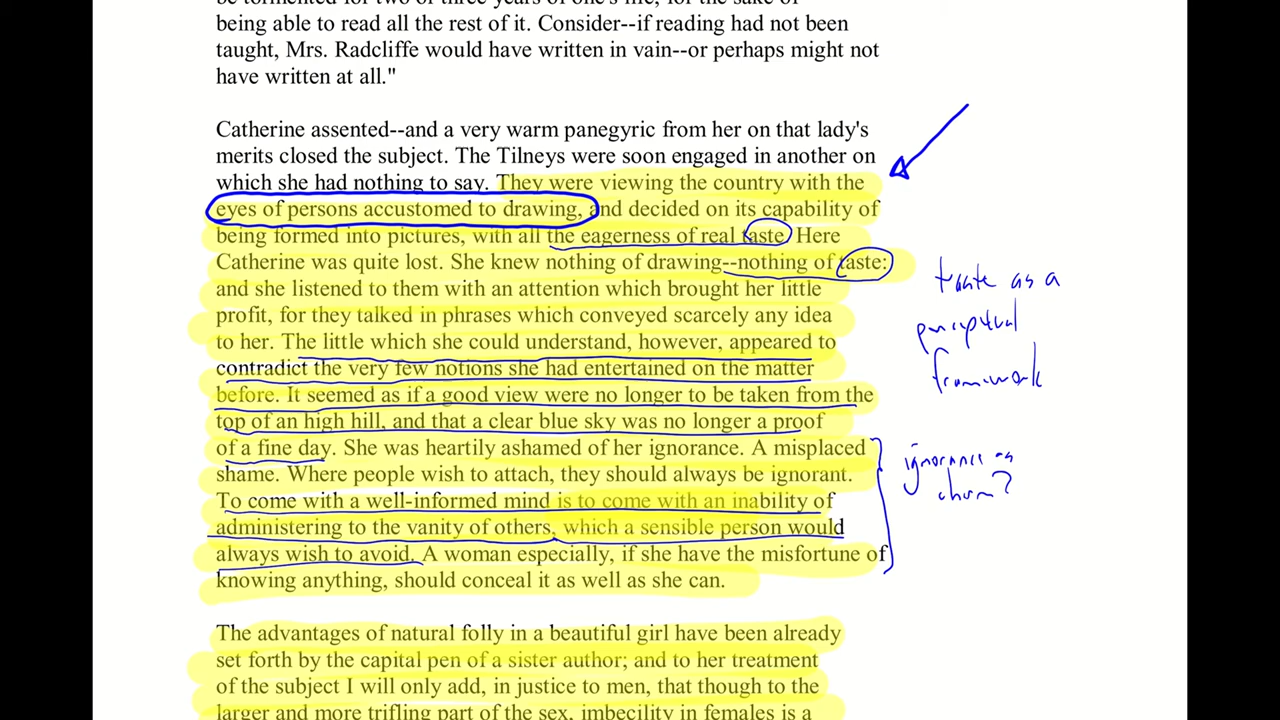 be tormented for two or three years of one's life, for the sake of
being able to read all the rest of it. Consider--if reading had not been
taught, Mrs. Radcliffe would have written in vain--or perhaps might not
have written at all."
Catherine assented--and a very warm panegyric from her on that lady's
merits closed the subject. The Tilneys were soon engaged in another on
which she had nothing to say. They were viewing the country with the
eyes of persons accustomed to drawing, and decided on its capability of
being formed into pictures, with all the eagerness of real taste. Here
Catherine was quite lost. She knew nothing of drawing--nothing of taste:
and she listened to them with an attention which brought her little
profit, for they talked in phrases which conveyed scarcely any idea
to her. The little which she could understand, however, appeared to
contradict the very few notions she had entertained on the matter
before. It seemed as if a good view were no longer to be taken from the
top of an high hill, and that a clear blue sky was no longer a proof
of a fine day. She was heartily ashamed of her ignorance. A misplaced
shame. Where people wish to attach, they should always be ignorant.
To come with a well-informed mind is to come with an inability of
administering to the vanity of others, which a sensible person would
always wish to avoid. A woman especially, if she have the misfortune of
knowing anything, should conceal it as well as she can.
The advantages of natural folly in a beautiful girl have been already
set forth by the capital pen of a sister author; and to her treatment
of the subject I will only add, in justice to men, that though to the
larger and more trifling part of the sex, imbecility in females is a
taste as a
perceptual
framework
ignorance as
charm?